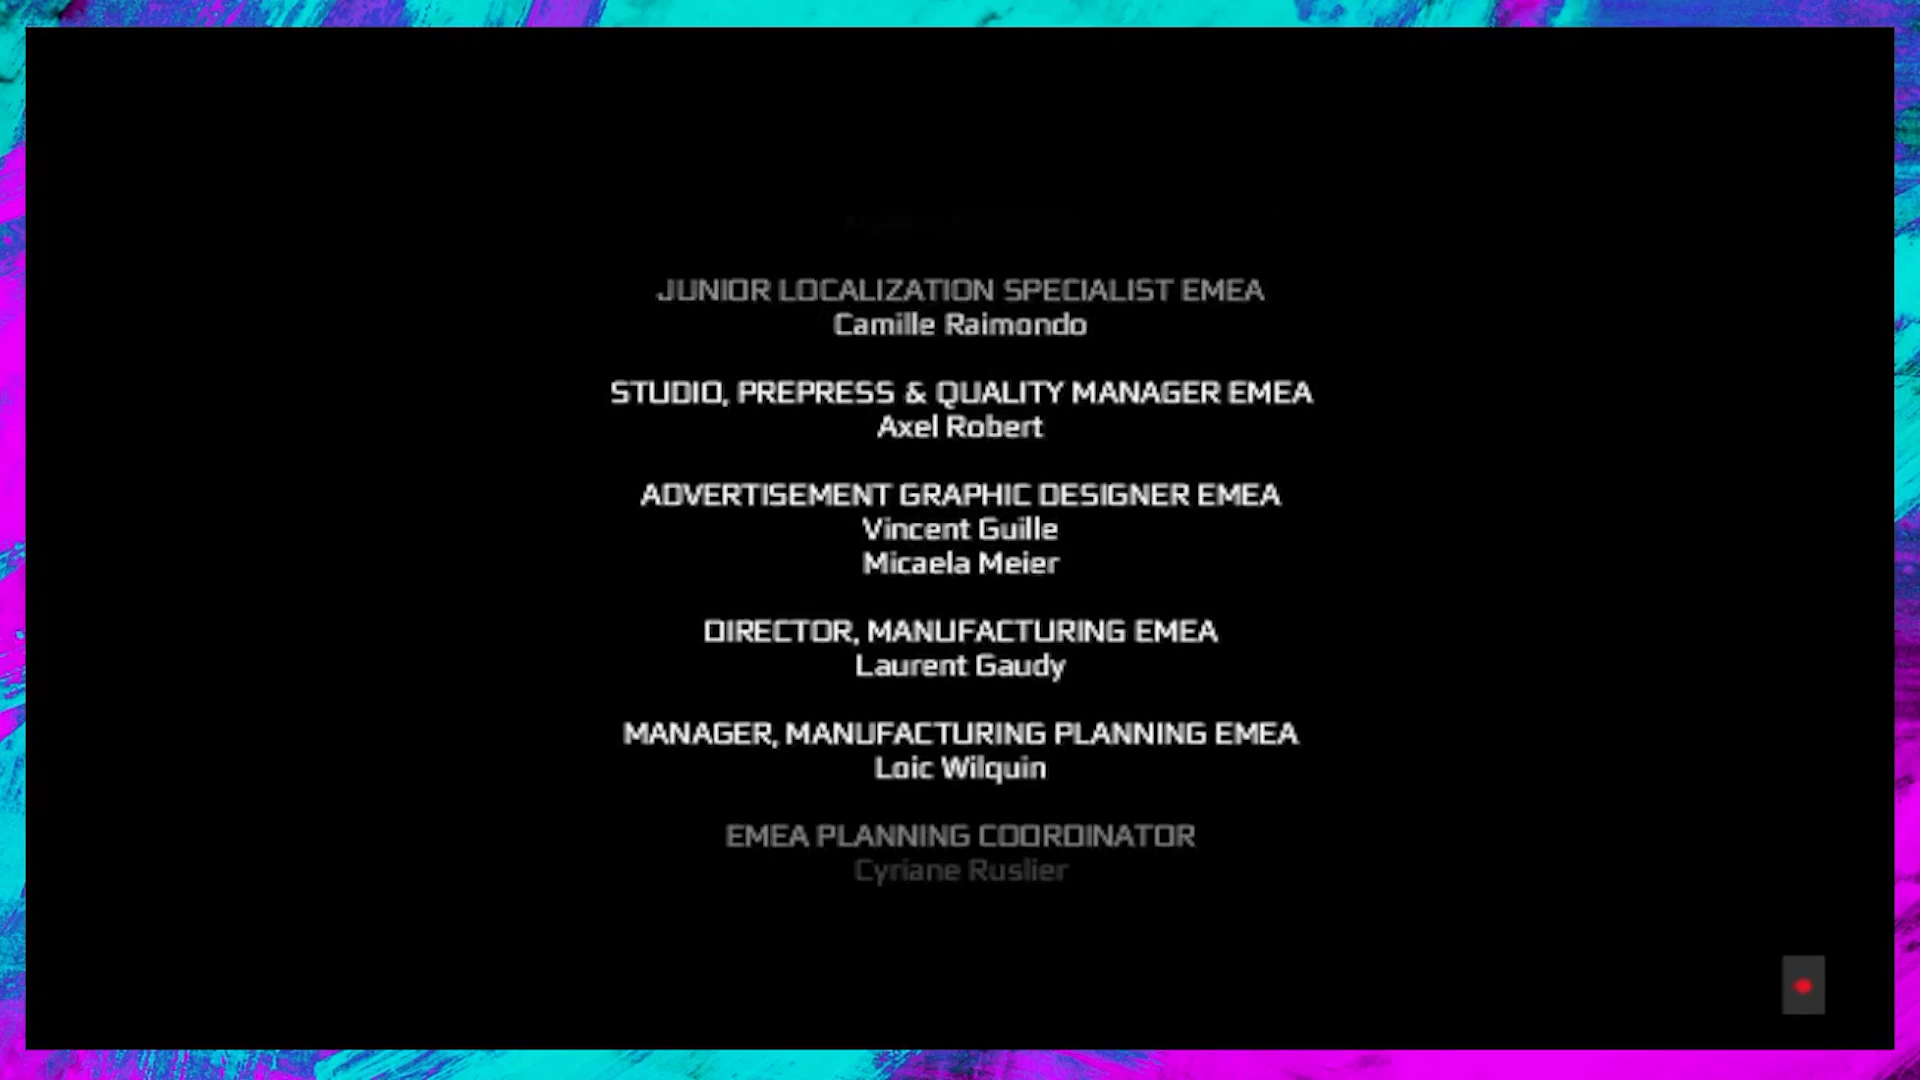 JUNIOR LOCALIZATION SPECIALIST EMEA
Camille Raimondo
STUDIO, PREPRESS & QUALITY MANAGER EMEA
Axel Robert
ADVERTISEMENT GRAPHIC DESIGNER EMEA
Vincent Guille
Micaela Meier
DIRECTOR, MANUFACTURING EMEA
Laurent Gaudy
MANAGER, MANUFACTURING PLANNING EMEA
Loic Wilquin
EMEA PLANNING COORDINATOR
Cyriane Ruslier